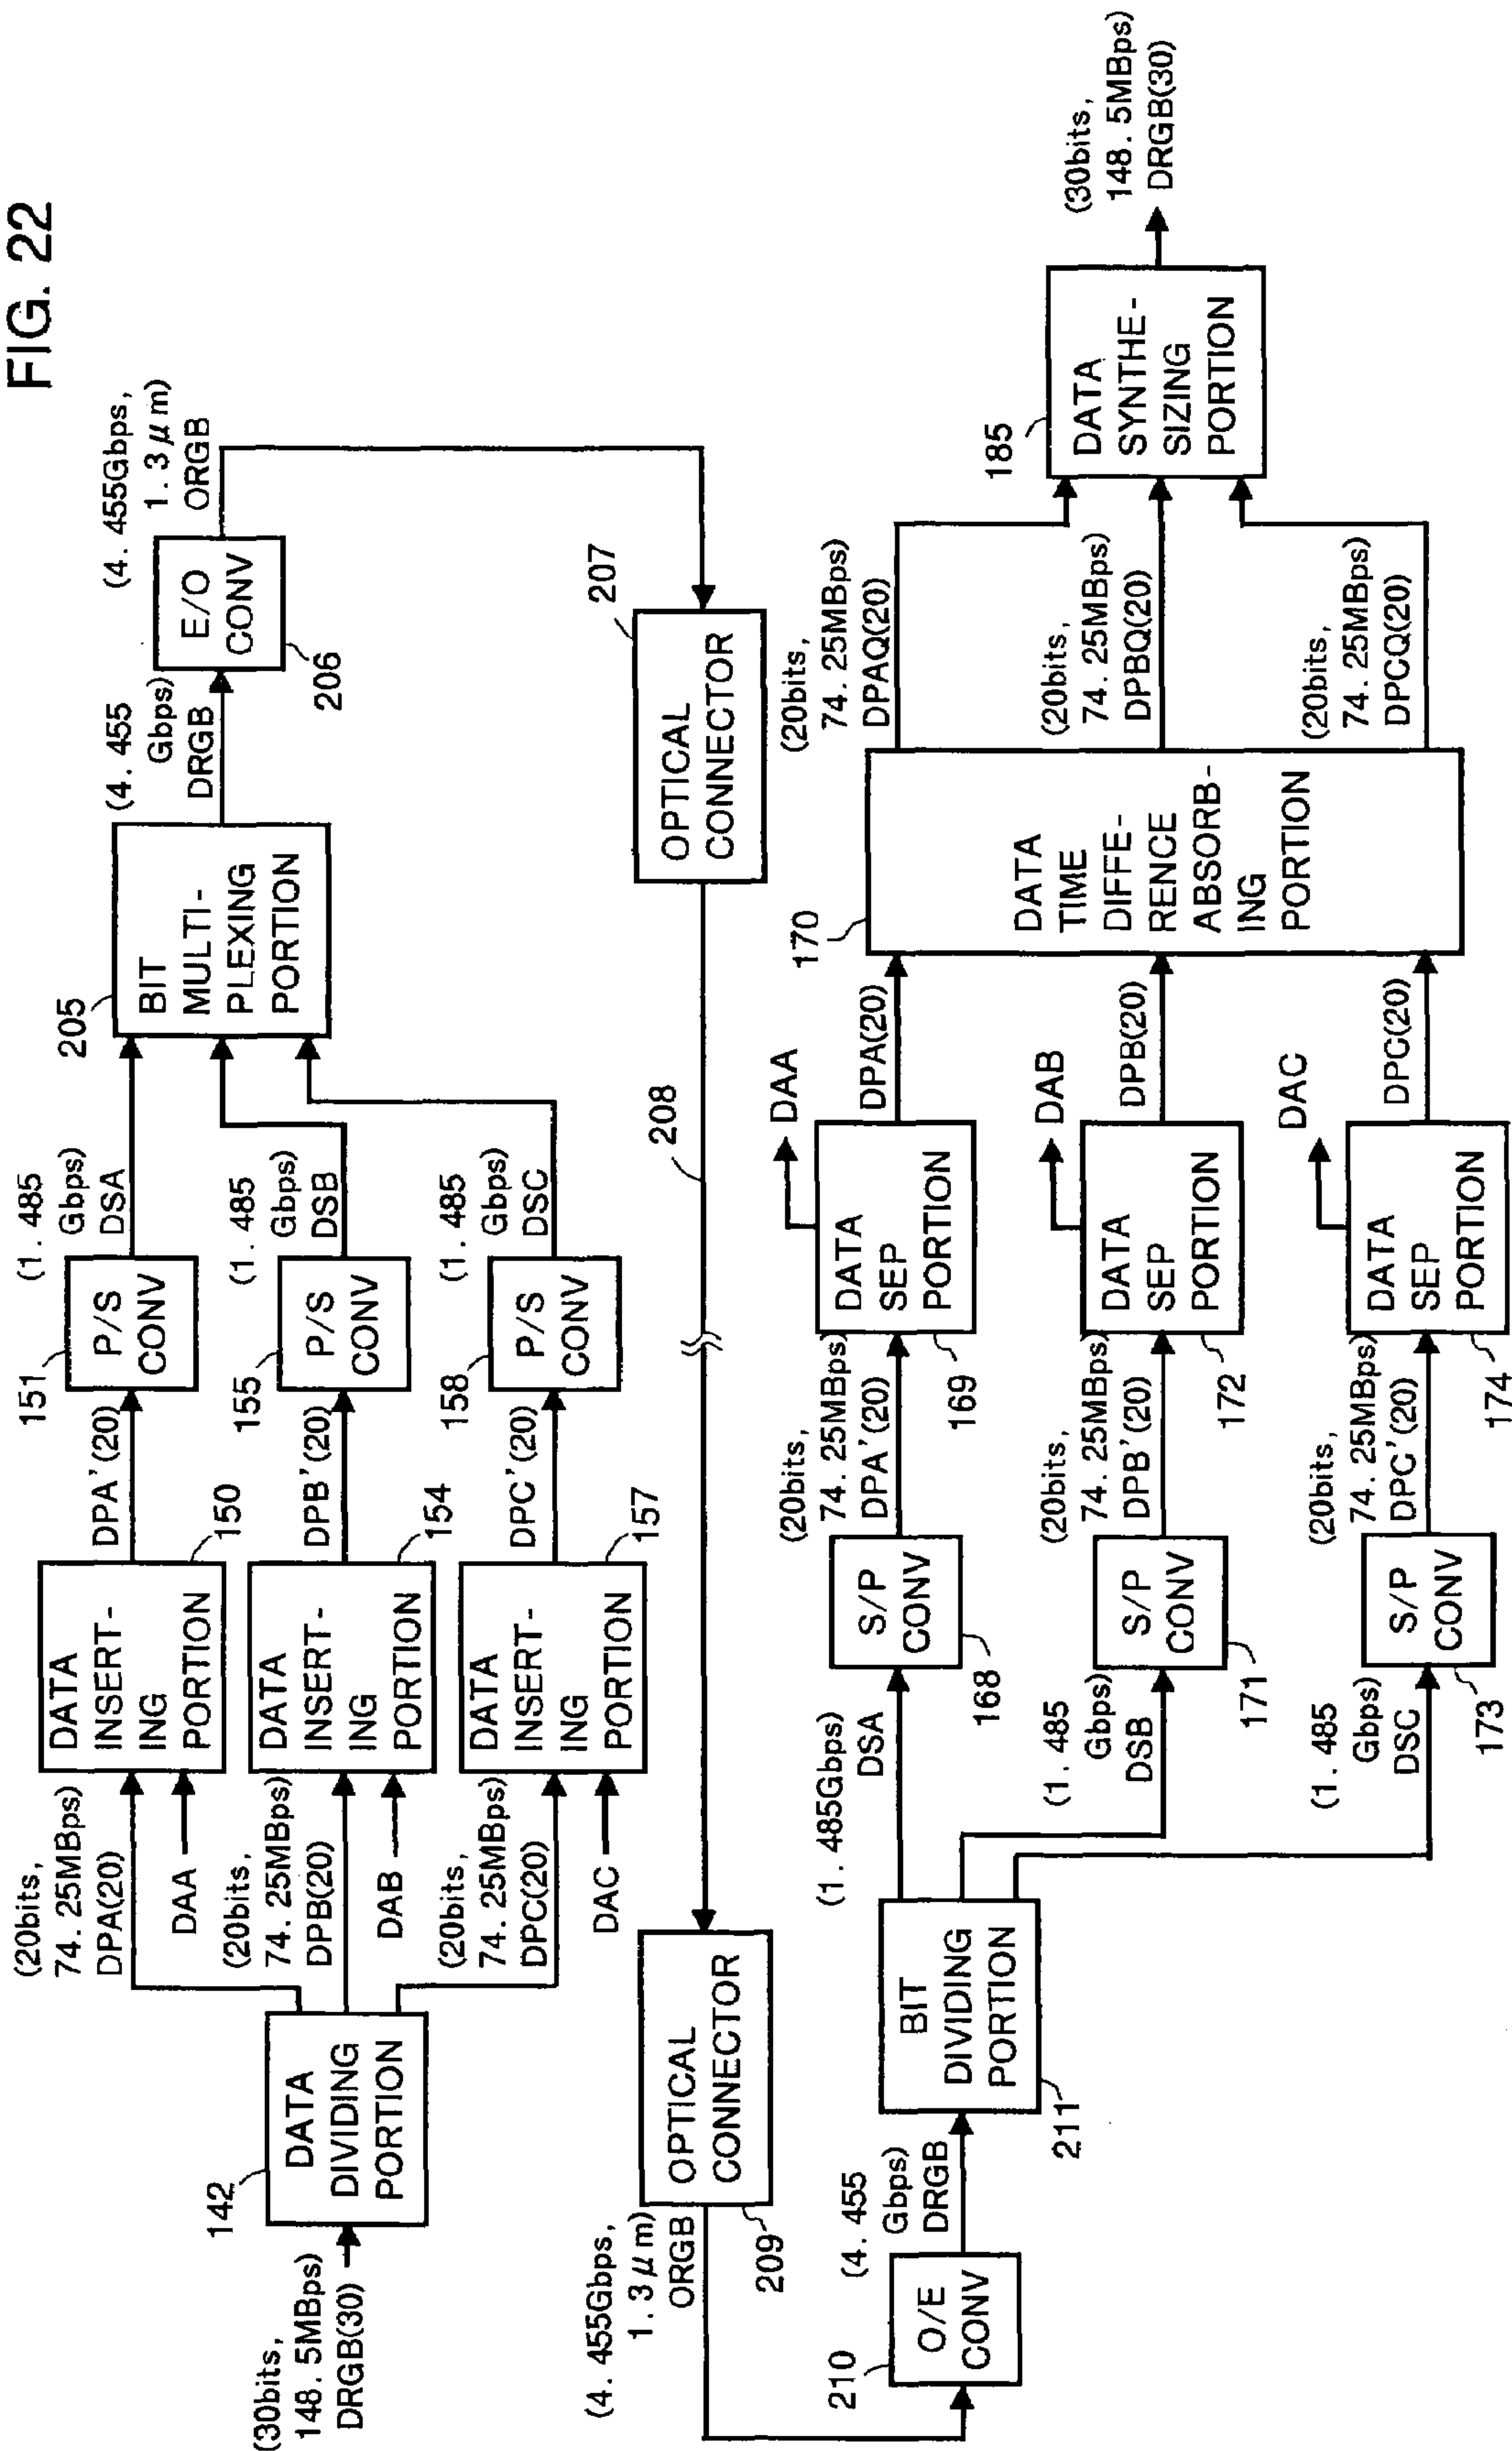 FIG. 22
(30bits,
148. 5MBps)
DRGB(30)
142
DATA
DIVIDING
PORTION
(20bits,
74. 25MBps)
DPA(20)
DAA
DATA
INSERT-
ING
PORTION
150
DPA'(20)
151
P/S
CONV
(1. 485
Gbps)
DSA
(20bits,
74. 25MBps)
DPB(20)
DAB
DATA
INSERT-
ING
PORTION
154
DPB'(20)
155
P/S
CONV
(1. 485
Gbps)
DSB
(20bits,
74. 25MBps)
DPC(20)
DAC
DATA
INSERT-
ING
PORTION
157
DPC'(20)
158
P/S
CONV
(1. 485
Gbps)
DSC
205
BIT
MULTI-
PLEXING
PORTION
(4. 455
Gbps)
DRGB
E/O
CONV
206
(4. 455Gbps,
1. 3μm)
ORGB
207
OPTICAL
CONNECTOR
208
OPTICAL
CONNECTOR
209
(4. 455Gbps,
1. 3μm)
ORGB
210
O/E
CONV
(4. 455
Gbps)
DRGB
BIT
DIVIDING
PORTION
211
(1. 485Gbps)
DSA
S/P
CONV
168
(20bits,
74. 25MBps)
DPA'(20)
DATA
SEP
PORTION
169
DAA
DPA(20)
(1. 485
Gbps)
DSB
S/P
CONV
171
(20bits,
74. 25MBps)
DPB'(20)
DATA
SEP
PORTION
172
DAB
DPB(20)
(1. 485
Gbps)
DSC
S/P
CONV
173
(20bits,
74. 25MBps)
DPC'(20)
DATA
SEP
PORTION
174
DAC
DPC(20)
170
DATA
TIME
DIFFE-
RENCE
ABSORB-
ING
PORTION
(20bits,
74. 25MBps)
DPAQ(20)
(20bits,
74. 25MBps)
DPBQ(20)
(20bits,
74. 25MBps)
DPCQ(20)
185
DATA
SYNTHE-
SIZING
PORTION
(30bits,
148. 5MBps)
DRGB(30)